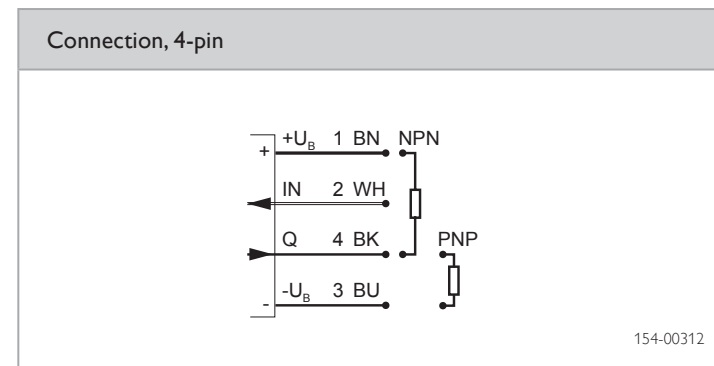 Connection, 4-pin
+U_B 1 BN NPN
+
IN 2 WH
Q 4 BK PNP
-U_B 3 BU
-
154-00312